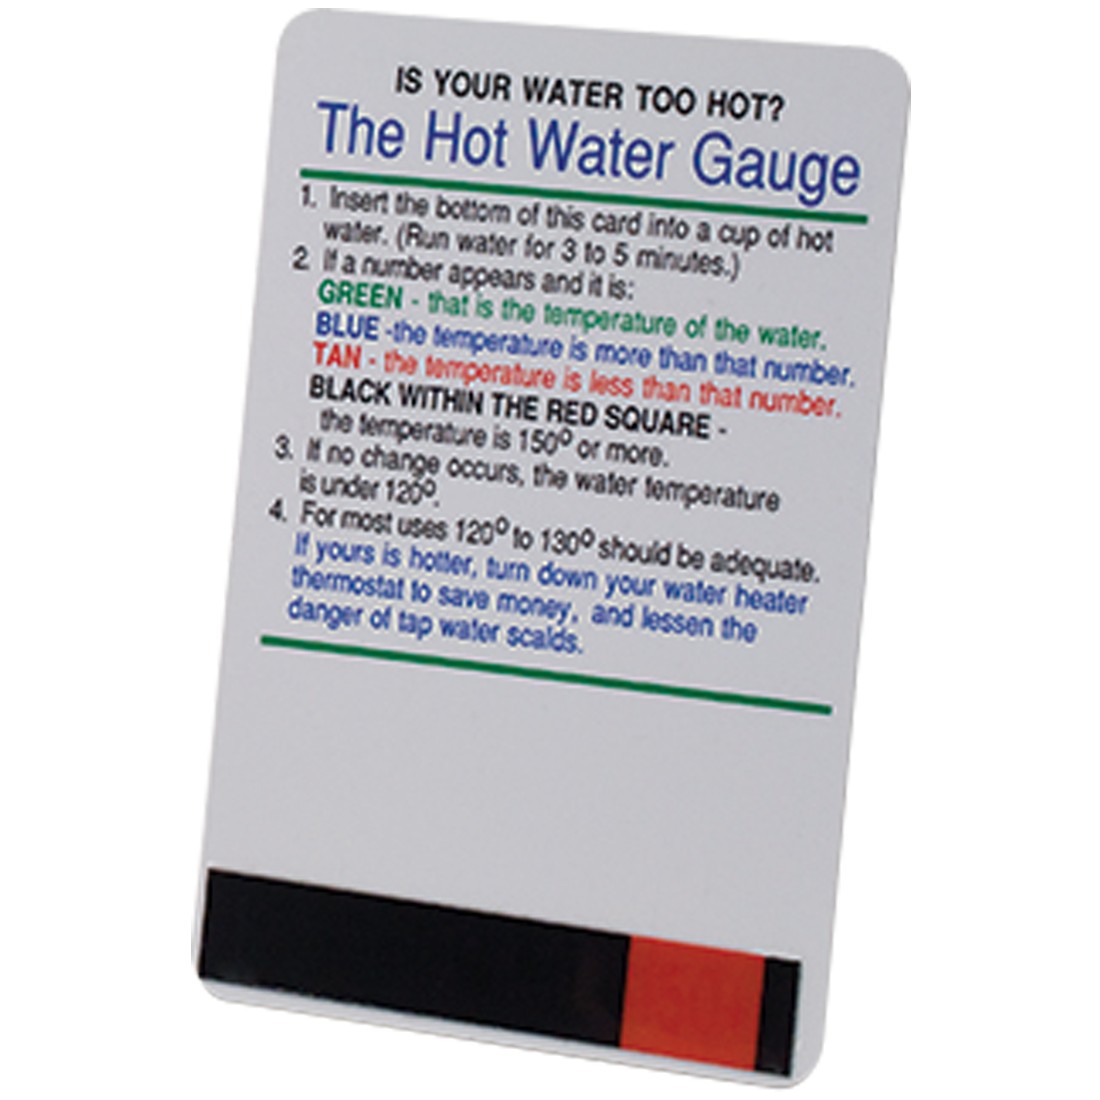 IS YOUR WATER TOO HOT?
The Hot Water Gauge
1. Insert the bottom of this card into a cup of hot
water. (Run water for 3 to 5 minutes.)
2. If a number appears and it is:
GREEN - that is the temperature of the water.
BLUE -the temperature is more than that number.
TAN - the temperature is less than that number.
BLACK WITHIN THE RED SQUARE -
the temperature is 150º or more.
3. If no change occurs, the water temperature
is under 120º.
4. For most uses 120º to 130º should be adequate.
If yours is hotter, turn down your water heater
thermostat to save money, and lessen the
danger of tap water scalds.